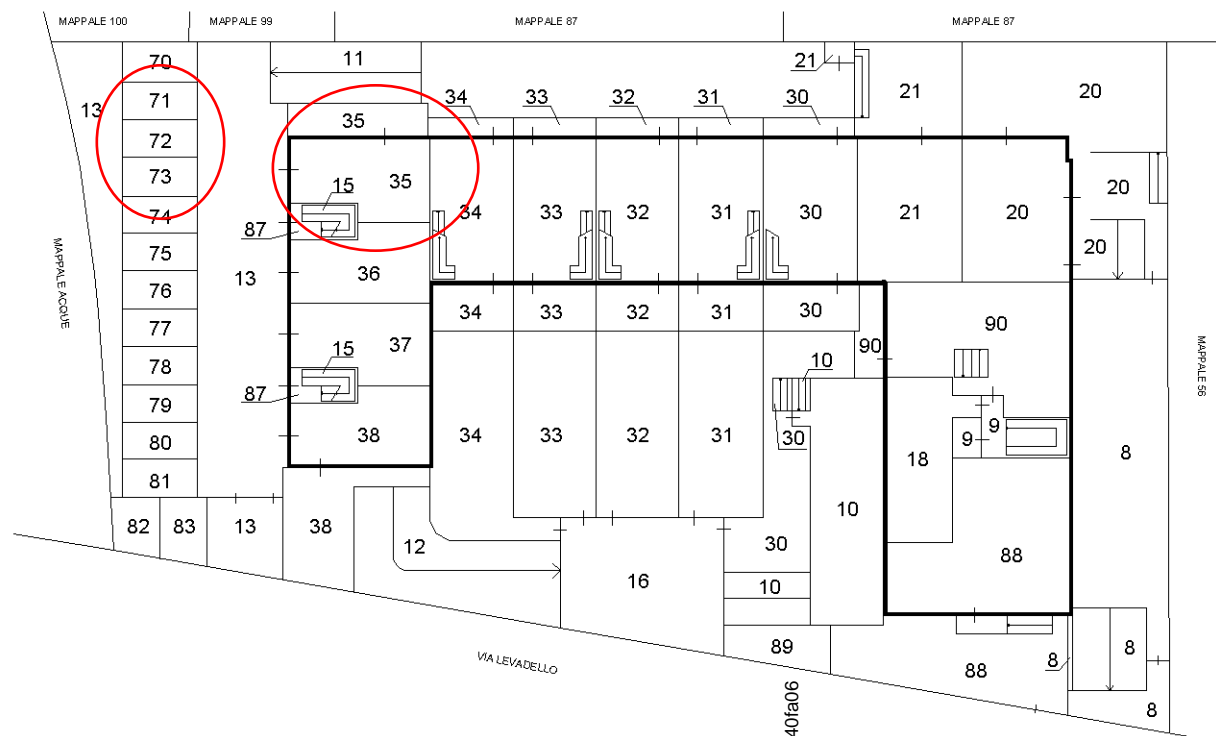 MAPPALE 100 MAPPALE 99 MAPPALE 87 MAPPALE 87
70 11 21 21 20
71 34 33 32 31 30
13 35
72
73 15 35 20
74 87 34 33 32 31 30 21 20
20
75
76 13 36
34 33 32 31 30 90
77 15 37 90
78 10
79 87
80 38 34 33 32 31 30 9 9 8
81 18
10
82 83 13 38 12 30
16 10 88
89 88 8 8
8
MAPPALE ACQUE
MAPPALE 56
VIA LEVADELLO
40fa06